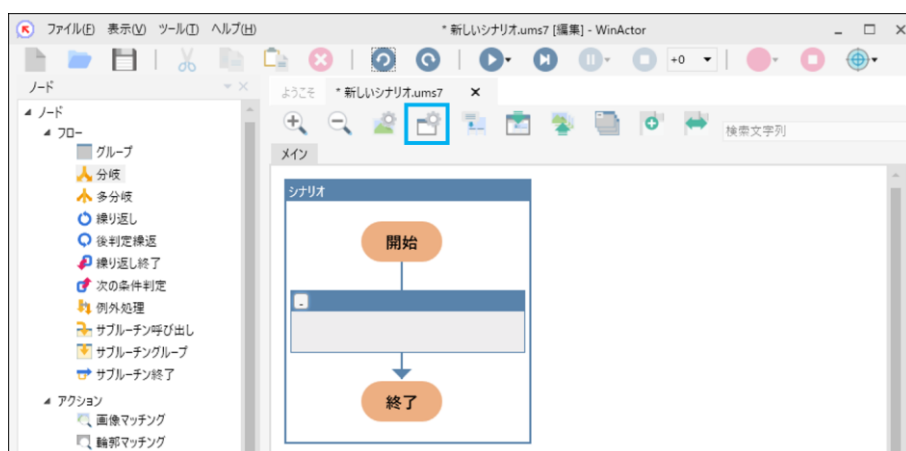 ファイル(F) 表示(V) ツール(T) ヘルプ(H) * 新しいシナリオ.ums7 [編集] - WinActor
+0
ノード
ようこそ * 新しいシナリオ.ums7
ノード
フロー
検索文字列
グループ
メイン
分岐
シナリオ
多分岐
繰り返し
開始
後判定繰返
繰り返し終了
次の条件判定
例外処理
サブルーチン呼び出し
サブルーチングループ
サブルーチン終了
終了
アクション
画像マッチング
輪郭マッチング